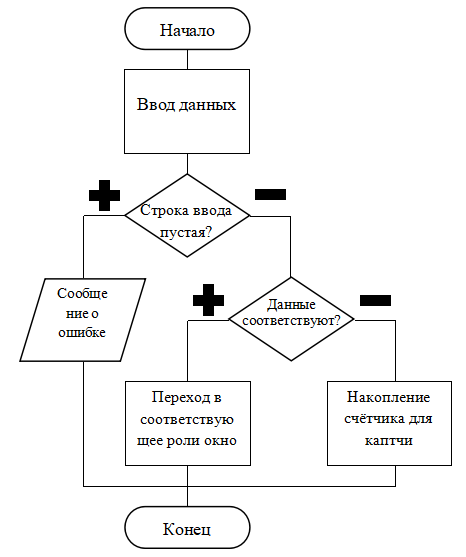 Начало
Ввод данных
Строка ввода
пустая?
Сообще
ние о
ошибке
Данные
соответствуют?
Переход в
соответствую
щее роли окно
Накопление
счётчика для
каптчи
Конец